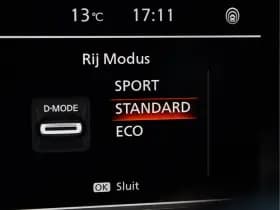 13°C 17:11
Rij Modus
SPORT
D-MODE
STANDARD
ECO
OK Sluit